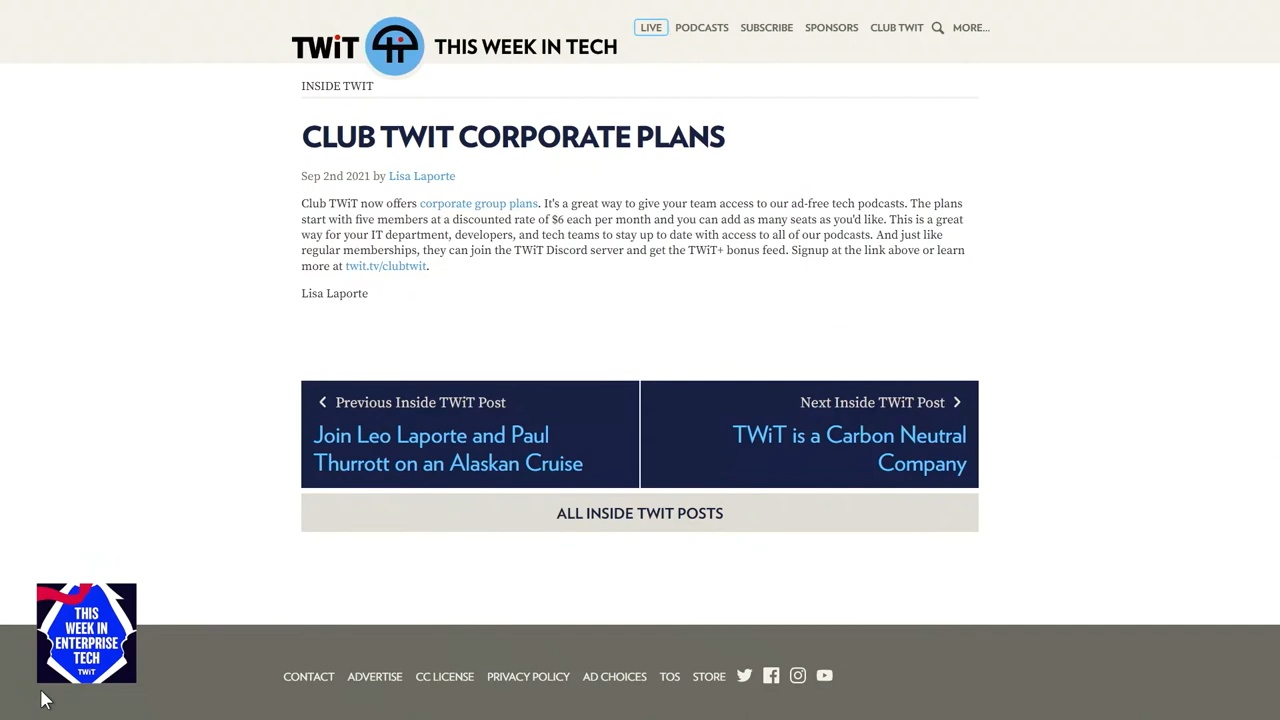 TWiT
THIS WEEK IN TECH
LIVE
PODCASTS
SUBSCRIBE
SPONSORS
CLUB TWIT
MORE...
INSIDE TWIT
CLUB TWIT CORPORATE PLANS
Sep 2nd 2021 by Lisa Laporte
Club TWiT now offers corporate group plans. It's a great way to give your team access to our ad-free tech podcasts. The plans
start with five members at a discounted rate of $6 each per month and you can add as many seats as you'd like. This is a great
way for your IT department, developers, and tech teams to stay up to date with access to all of our podcasts. And just like
regular memberships, they can join the TWiT Discord server and get the TWiT+ bonus feed. Signup at the link above or learn
more at twit.tv/clubtwit.
Lisa Laporte
Previous Inside TWiT Post
Join Leo Laporte and Paul
Thurrott on an Alaskan Cruise
Next Inside TWiT Post
TWiT is a Carbon Neutral
Company
ALL INSIDE TWIT POSTS
THIS
WEEK IN
ENTERPRISE
TECH
TWiT
CONTACT
ADVERTISE
CC LICENSE
PRIVACY POLICY
AD CHOICES
TOS
STORE